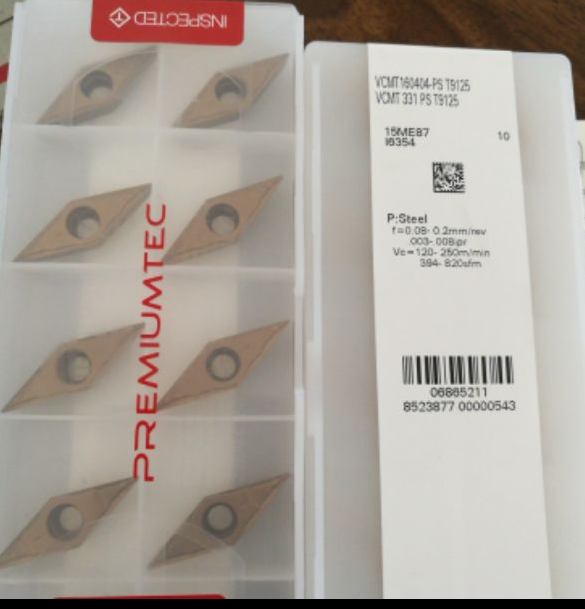 INSPECTED
PREMIUMTEC
VCMT160404-PS T9125
VCMT 331 PS T9125
15ME87 10
I6354
P:Steel
f=0.08-0.2mm/rev
.003-.008ipr
Vc=120-250m/min
394-820sfm
06865211
8523877 00000543